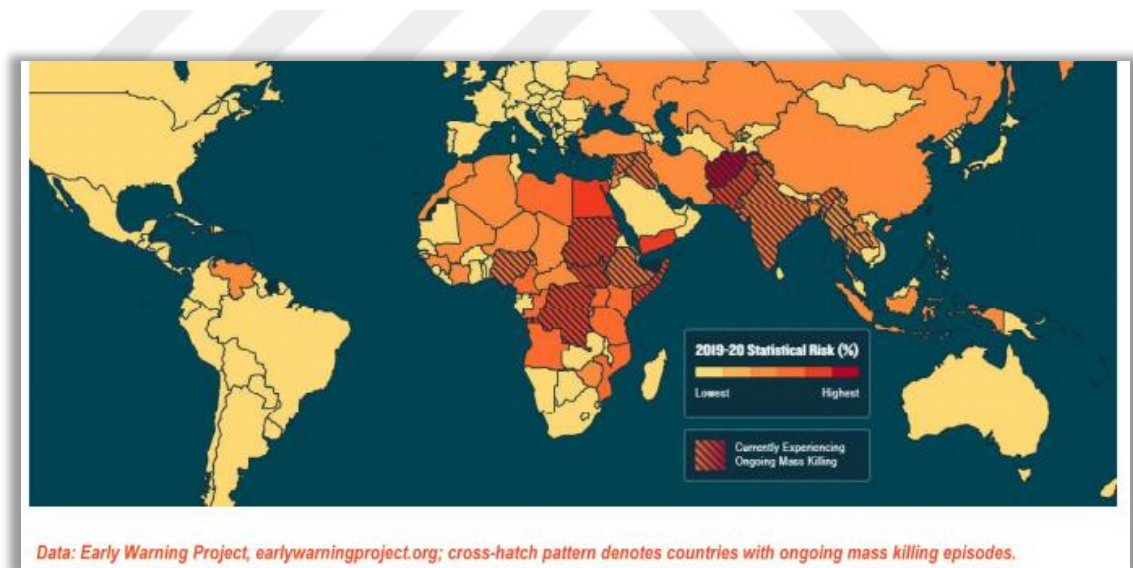 2019-20 Statistical Risk (%)
Lowest Highest
Currently Experiencing
Ongoing Mass Killing
Data: Early Warning Project, earlywarningproject.org; cross-hatch pattern denotes countries with ongoing mass killing episodes.